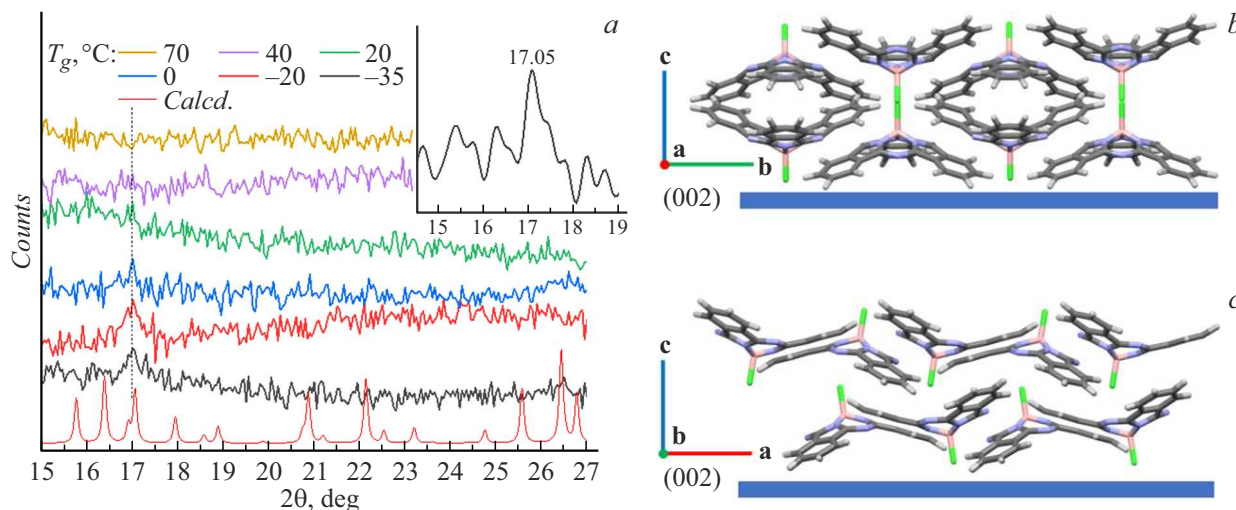 a
T_g, °C: 70 40 20
0 –20 –35
Calcd.
17.05
15 16 17 18 19
Counts
15 16 17 18 19 20 21 22 23 24 25 26 27
2θ, deg
b
c
a
b
(002)
c
b
a
(002)